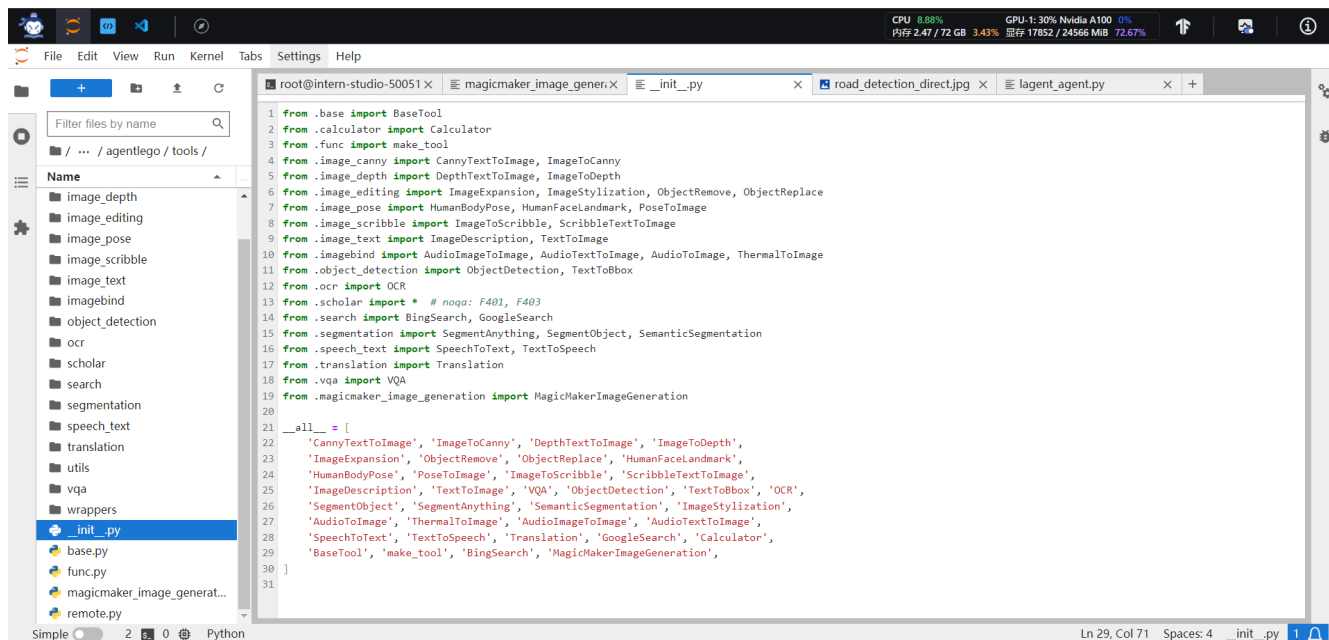 CPU 8.88% GPU-1: 30% Nvidia A100 0%
内存 2.47 / 72 GB 3.43% 显存 17852 / 24566 MiB 72.67%
File Edit View Run Kernel Tabs Settings Help
root@intern-studio-50051
magicmaker_image_genera
__init__.py
road_detection_direct.jpg
lagent_agent.py
Filter files by name
/ ··· / agentlego / tools /
Name
image_depth
image_editing
image_pose
image_scribble
image_text
imagebind
object_detection
ocr
scholar
search
segmentation
speech_text
translation
utils
vqa
wrappers
__init__.py
base.py
func.py
magicmaker_image_generat...
remote.py
1 from .base import BaseTool
2 from .calculator import Calculator
3 from .func import make_tool
4 from .image_canny import CannyTextToImage, ImageToCanny
5 from .image_depth import DepthTextToImage, ImageToDepth
6 from .image_editing import ImageExpansion, ImageStylization, ObjectRemove, ObjectReplace
7 from .image_pose import HumanBodyPose, HumanFaceLandmark, PoseToImage
8 from .image_scribble import ImageToScribble, ScribbleTextToImage
9 from .image_text import ImageDescription, TextToImage
10 from .imagebind import AudioImageToImage, AudioTextToImage, AudioToImage, ThermalToImage
11 from .object_detection import ObjectDetection, TextToBbox
12 from .ocr import OCR
13 from .scholar import * # noqa: F401, F403
14 from .search import BingSearch, GoogleSearch
15 from .segmentation import SegmentAnything, SegmentObject, SemanticSegmentation
16 from .speech_text import SpeechToText, TextToSpeech
17 from .translation import Translation
18 from .vqa import VQA
19 from .magicmaker_image_generation import MagicMakerImageGeneration
20
21 __all__ = [
22 'CannyTextToImage', 'ImageToCanny', 'DepthTextToImage', 'ImageToDepth',
23 'ImageExpansion', 'ObjectRemove', 'ObjectReplace', 'HumanFaceLandmark',
24 'HumanBodyPose', 'PoseToImage', 'ImageToScribble', 'ScribbleTextToImage',
25 'ImageDescription', 'TextToImage', 'VQA', 'ObjectDetection', 'TextToBbox', 'OCR',
26 'SegmentObject', 'SegmentAnything', 'SemanticSegmentation', 'ImageStylization',
27 'AudioToImage', 'ThermalToImage', 'AudioImageToImage', 'AudioTextToImage',
28 'SpeechToText', 'TextToSpeech', 'Translation', 'GoogleSearch', 'Calculator',
29 'BaseTool', 'make_tool', 'BingSearch', 'MagicMakerImageGeneration',
30 ]
31
Simple 2 0 Python Ln 29, Col 71 Spaces: 4 __init__.py 1